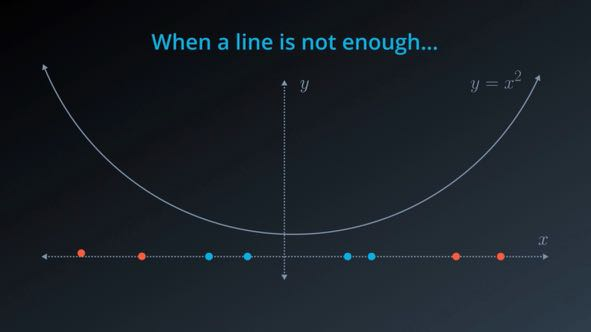 When a line is not enough...
y
y = x²
x